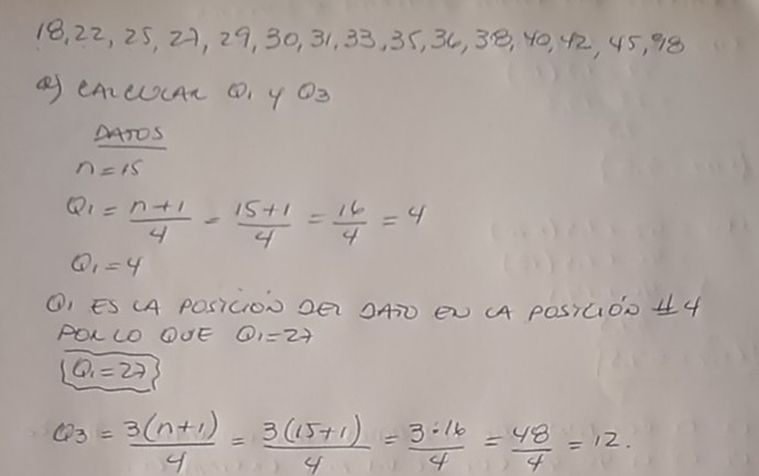 18, 22, 25, 27, 29, 30, 31, 33, 35, 36, 38, 40, 42, 45, 98
a) CALCULAR Q1 y Q3
DATOS
n=15
Q1 = n+1/4 = 15+1/4 = 16/4 = 4
Q1=4
Q1 ES LA POSICIÓN DEL DATO EN LA POSICIÓN #4
POR LO QUE Q1=27
Q1=27
Q3 = 3(n+1)/4 = 3(15+1)/4 = 3·16/4 = 48/4 = 12.